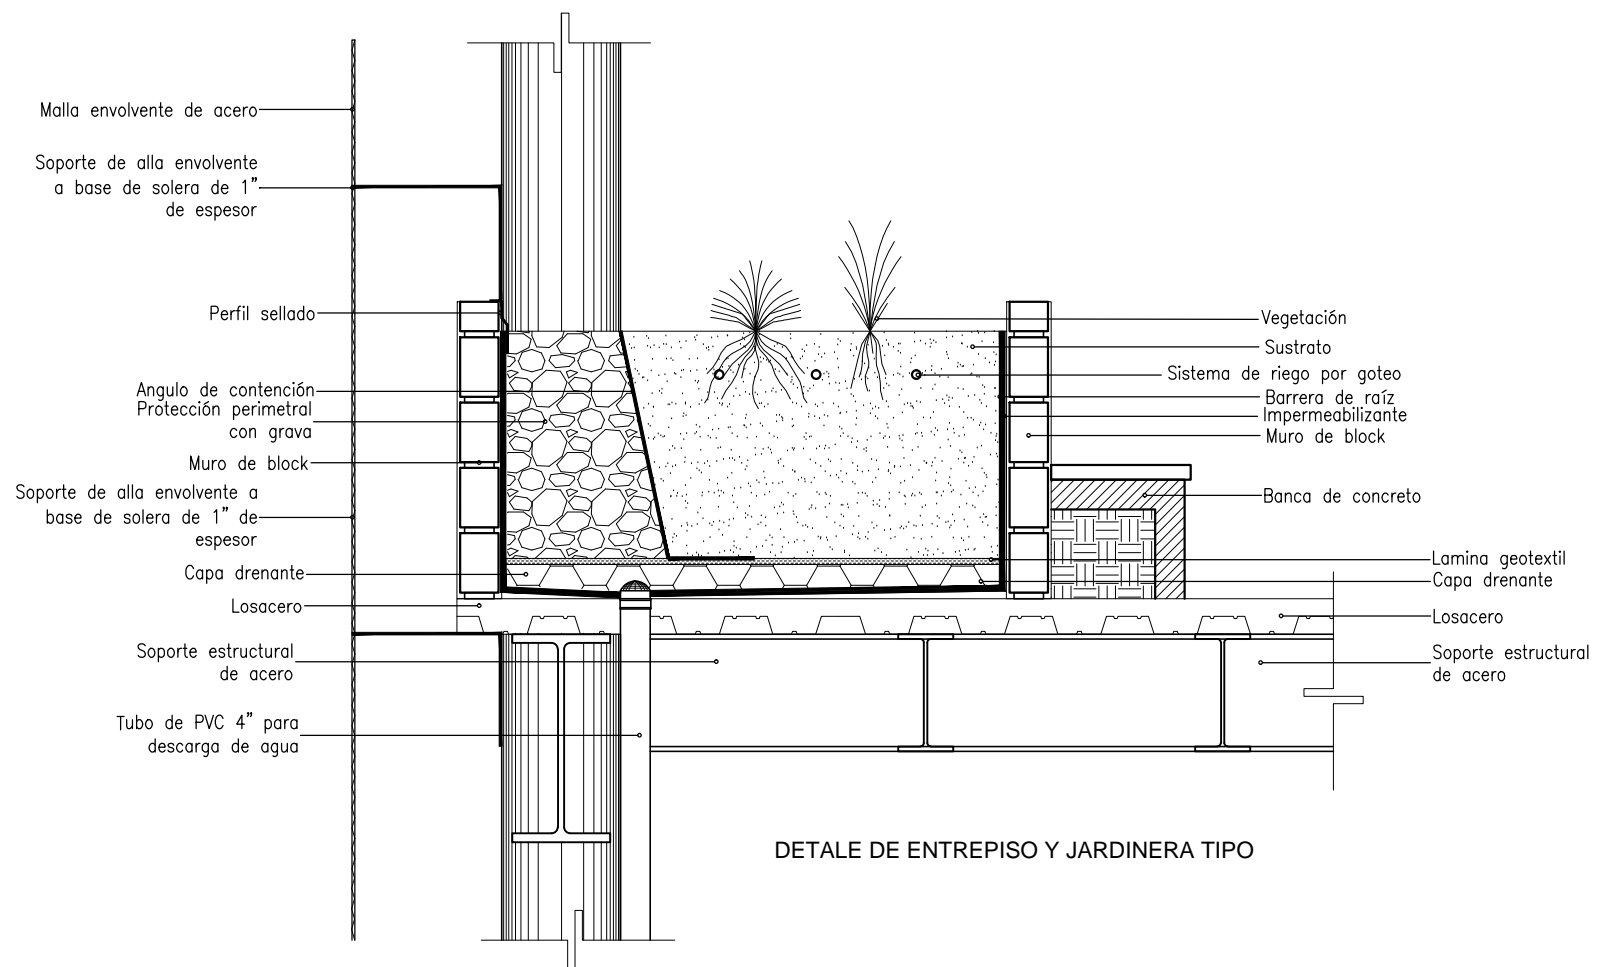 Malla envolvente de acero
Soporte de alla envolvente
a base de solera de 1”
de espesor
Perfil sellado
Angulo de contención
Protección perimetral
con grava
Muro de block
Soporte de alla envolvente a
base de solera de 1” de
espesor
Capa drenante
Losacero
Soporte estructural
de acero
Tubo de PVC 4” para
descarga de agua
Vegetación
Sustrato
Sistema de riego por goteo
Barrera de raíz
Impermeabilizante
Muro de block
Banca de concreto
Lamina geotextil
Capa drenante
Losacero
Soporte estructural
de acero
DETALE DE ENTREPISO Y JARDINERA TIPO